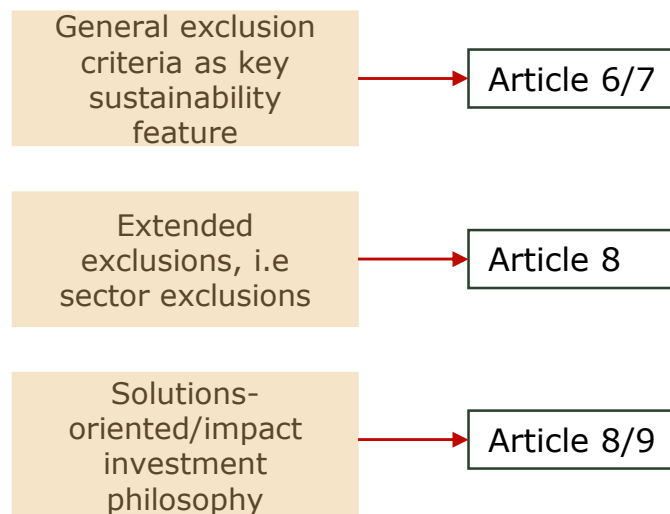 General exclusion
criteria as key
sustainability
feature
Article 6/7
Extended
exclusions, i.e
sector exclusions
Article 8
Solutions-
oriented/impact
investment
philosophy
Article 8/9